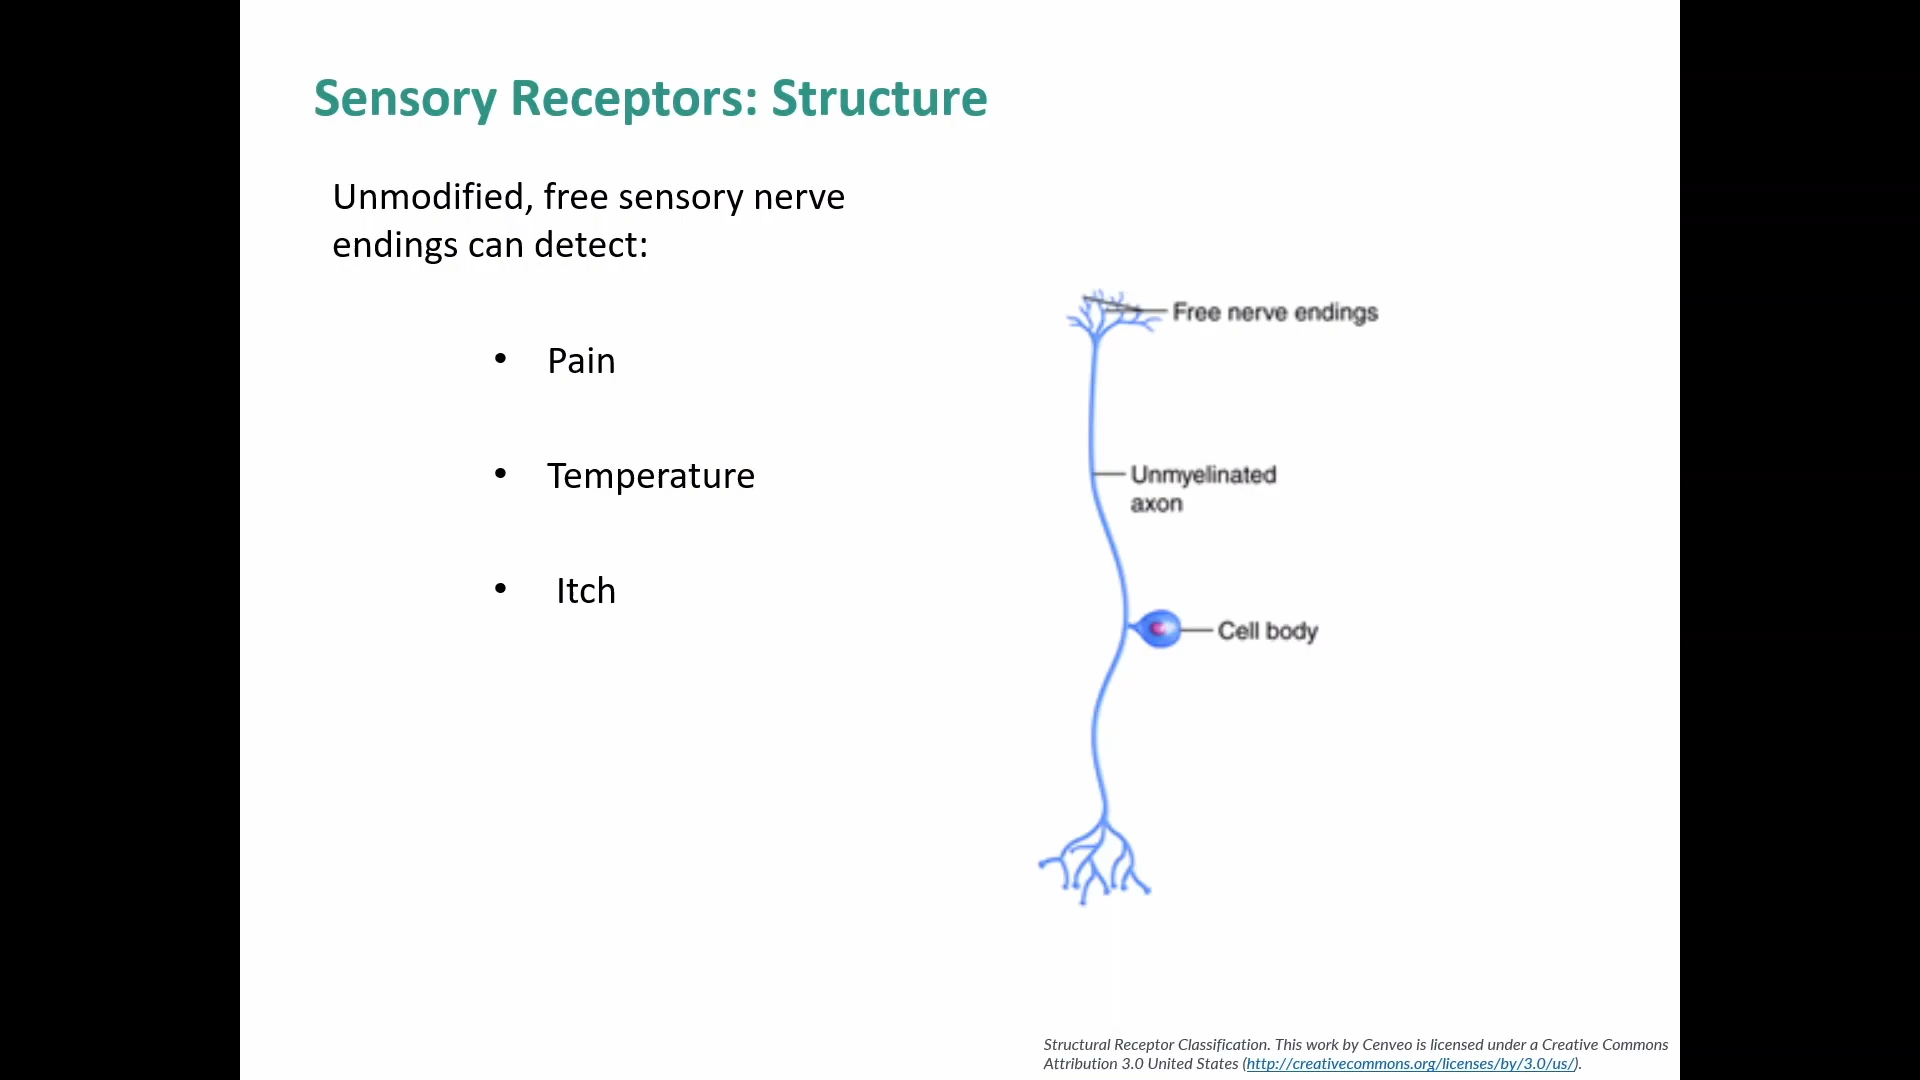 Sensory Receptors: Structure
Unmodified, free sensory nerve
endings can detect:
• Pain
• Temperature
• Itch
Free nerve endings
Unmyelinated
axon
Cell body
Structural Receptor Classification. This work by Cenveo is licensed under a Creative Commons
Attribution 3.0 United States (http://creativecommons.org/licenses/by/3.0/us/).